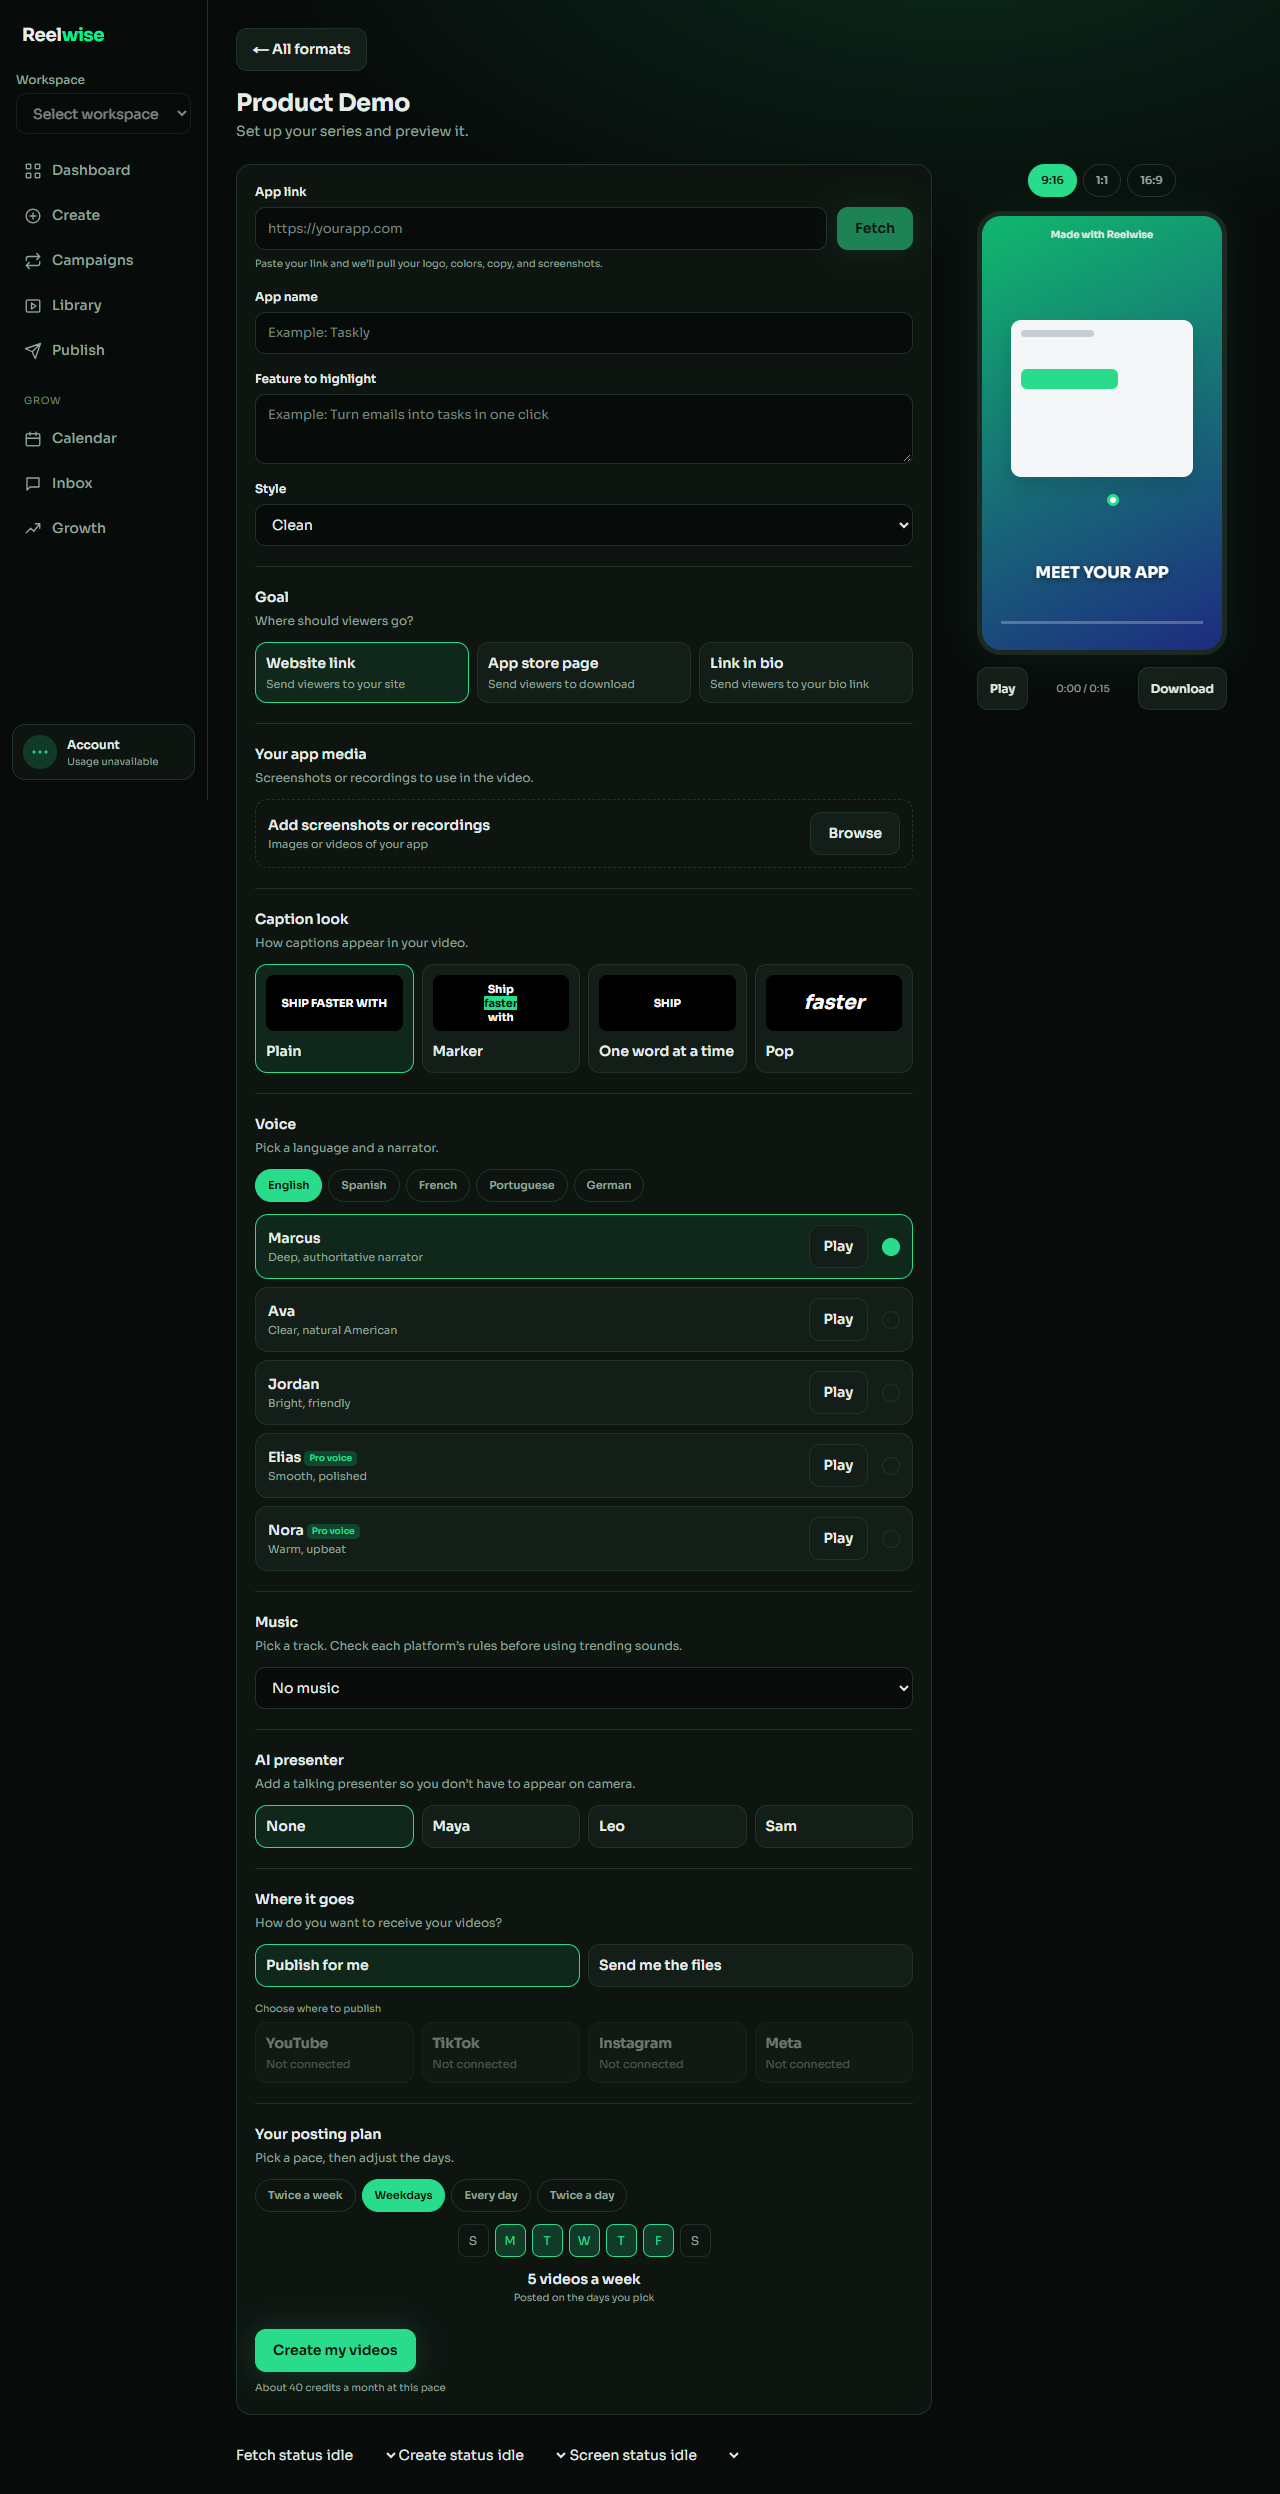 Reelwise
Workspace
Select workspace
Dashboard
Create
Campaigns
Library
Publish
GROW
Calendar
Inbox
Growth
Account
Usage unavailable
← All formats
Product Demo
Set up your series and preview it.
App link
https://yourapp.com
Fetch
Paste your link and we'll pull your logo, colors, copy, and screenshots.
App name
Example: Taskly
Feature to highlight
Example: Turn emails into tasks in one click
Style
Clean
Goal
Where should viewers go?
Website link
Send viewers to your site
App store page
Send viewers to download
Link in bio
Send viewers to your bio link
Your app media
Screenshots or recordings to use in the video.
Add screenshots or recordings
Images or videos of your app
Browse
Caption look
How captions appear in your video.
SHIP FASTER WITH
Plain
Ship
faster
with
Marker
SHIP
One word at a time
faster
Pop
Voice
Pick a language and a narrator.
English
Spanish
French
Portuguese
German
Marcus
Deep, authoritative narrator
Play
Ava
Clear, natural American
Play
Jordan
Bright, friendly
Play
Elias Pro voice
Smooth, polished
Play
Nora Pro voice
Warm, upbeat
Play
Music
Pick a track. Check each platform's rules before using trending sounds.
No music
AI presenter
Add a talking presenter so you don't have to appear on camera.
None
Maya
Leo
Sam
Where it goes
How do you want to receive your videos?
Publish for me
Send me the files
Choose where to publish
YouTube
Not connected
TikTok
Not connected
Instagram
Not connected
Meta
Not connected
Your posting plan
Pick a pace, then adjust the days.
Twice a week
Weekdays
Every day
Twice a day
S M T W T F S
5 videos a week
Posted on the days you pick
Create my videos
About 40 credits a month at this pace
Fetch status idle
Create status idle
Screen status idle
9:16
1:1
16:9
Made with Reelwise
MEET YOUR APP
Play
0:00 / 0:15
Download